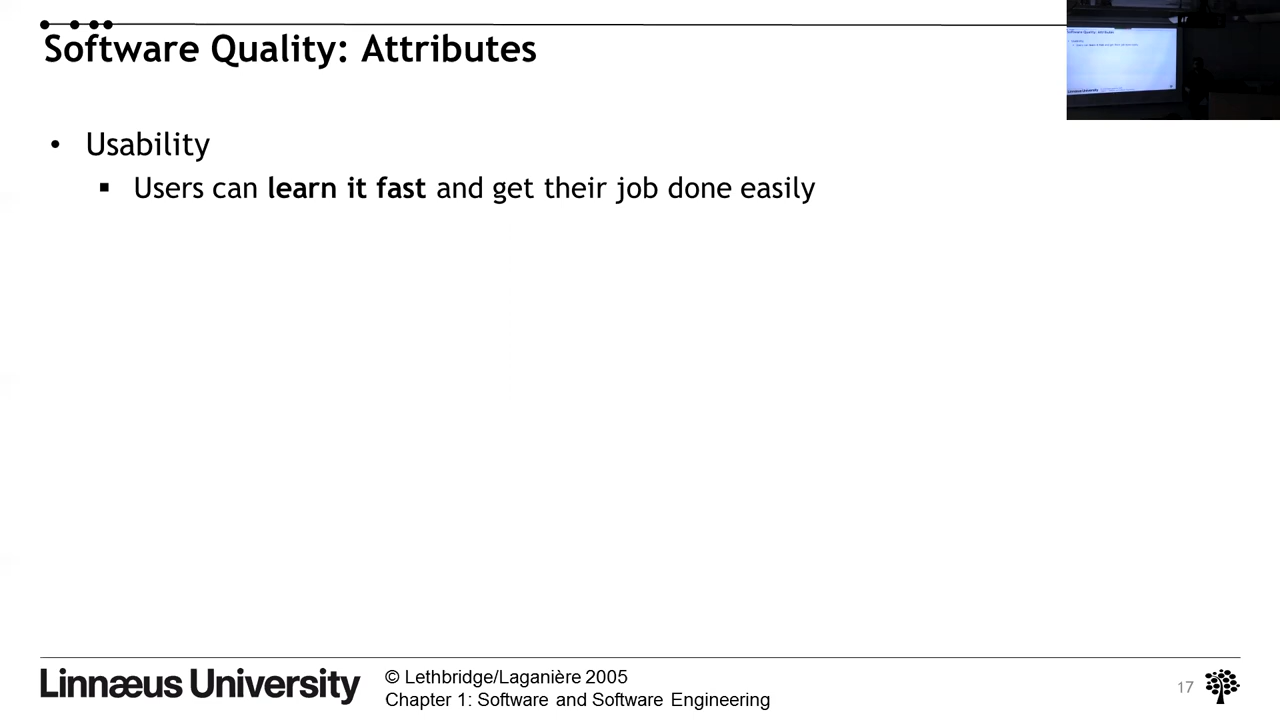 Software Quality: Attributes
• Usability
▪ Users can learn it fast and get their job done easily
Linnæus University
© Lethbridge/Laganière 2005
Chapter 1: Software and Software Engineering
17